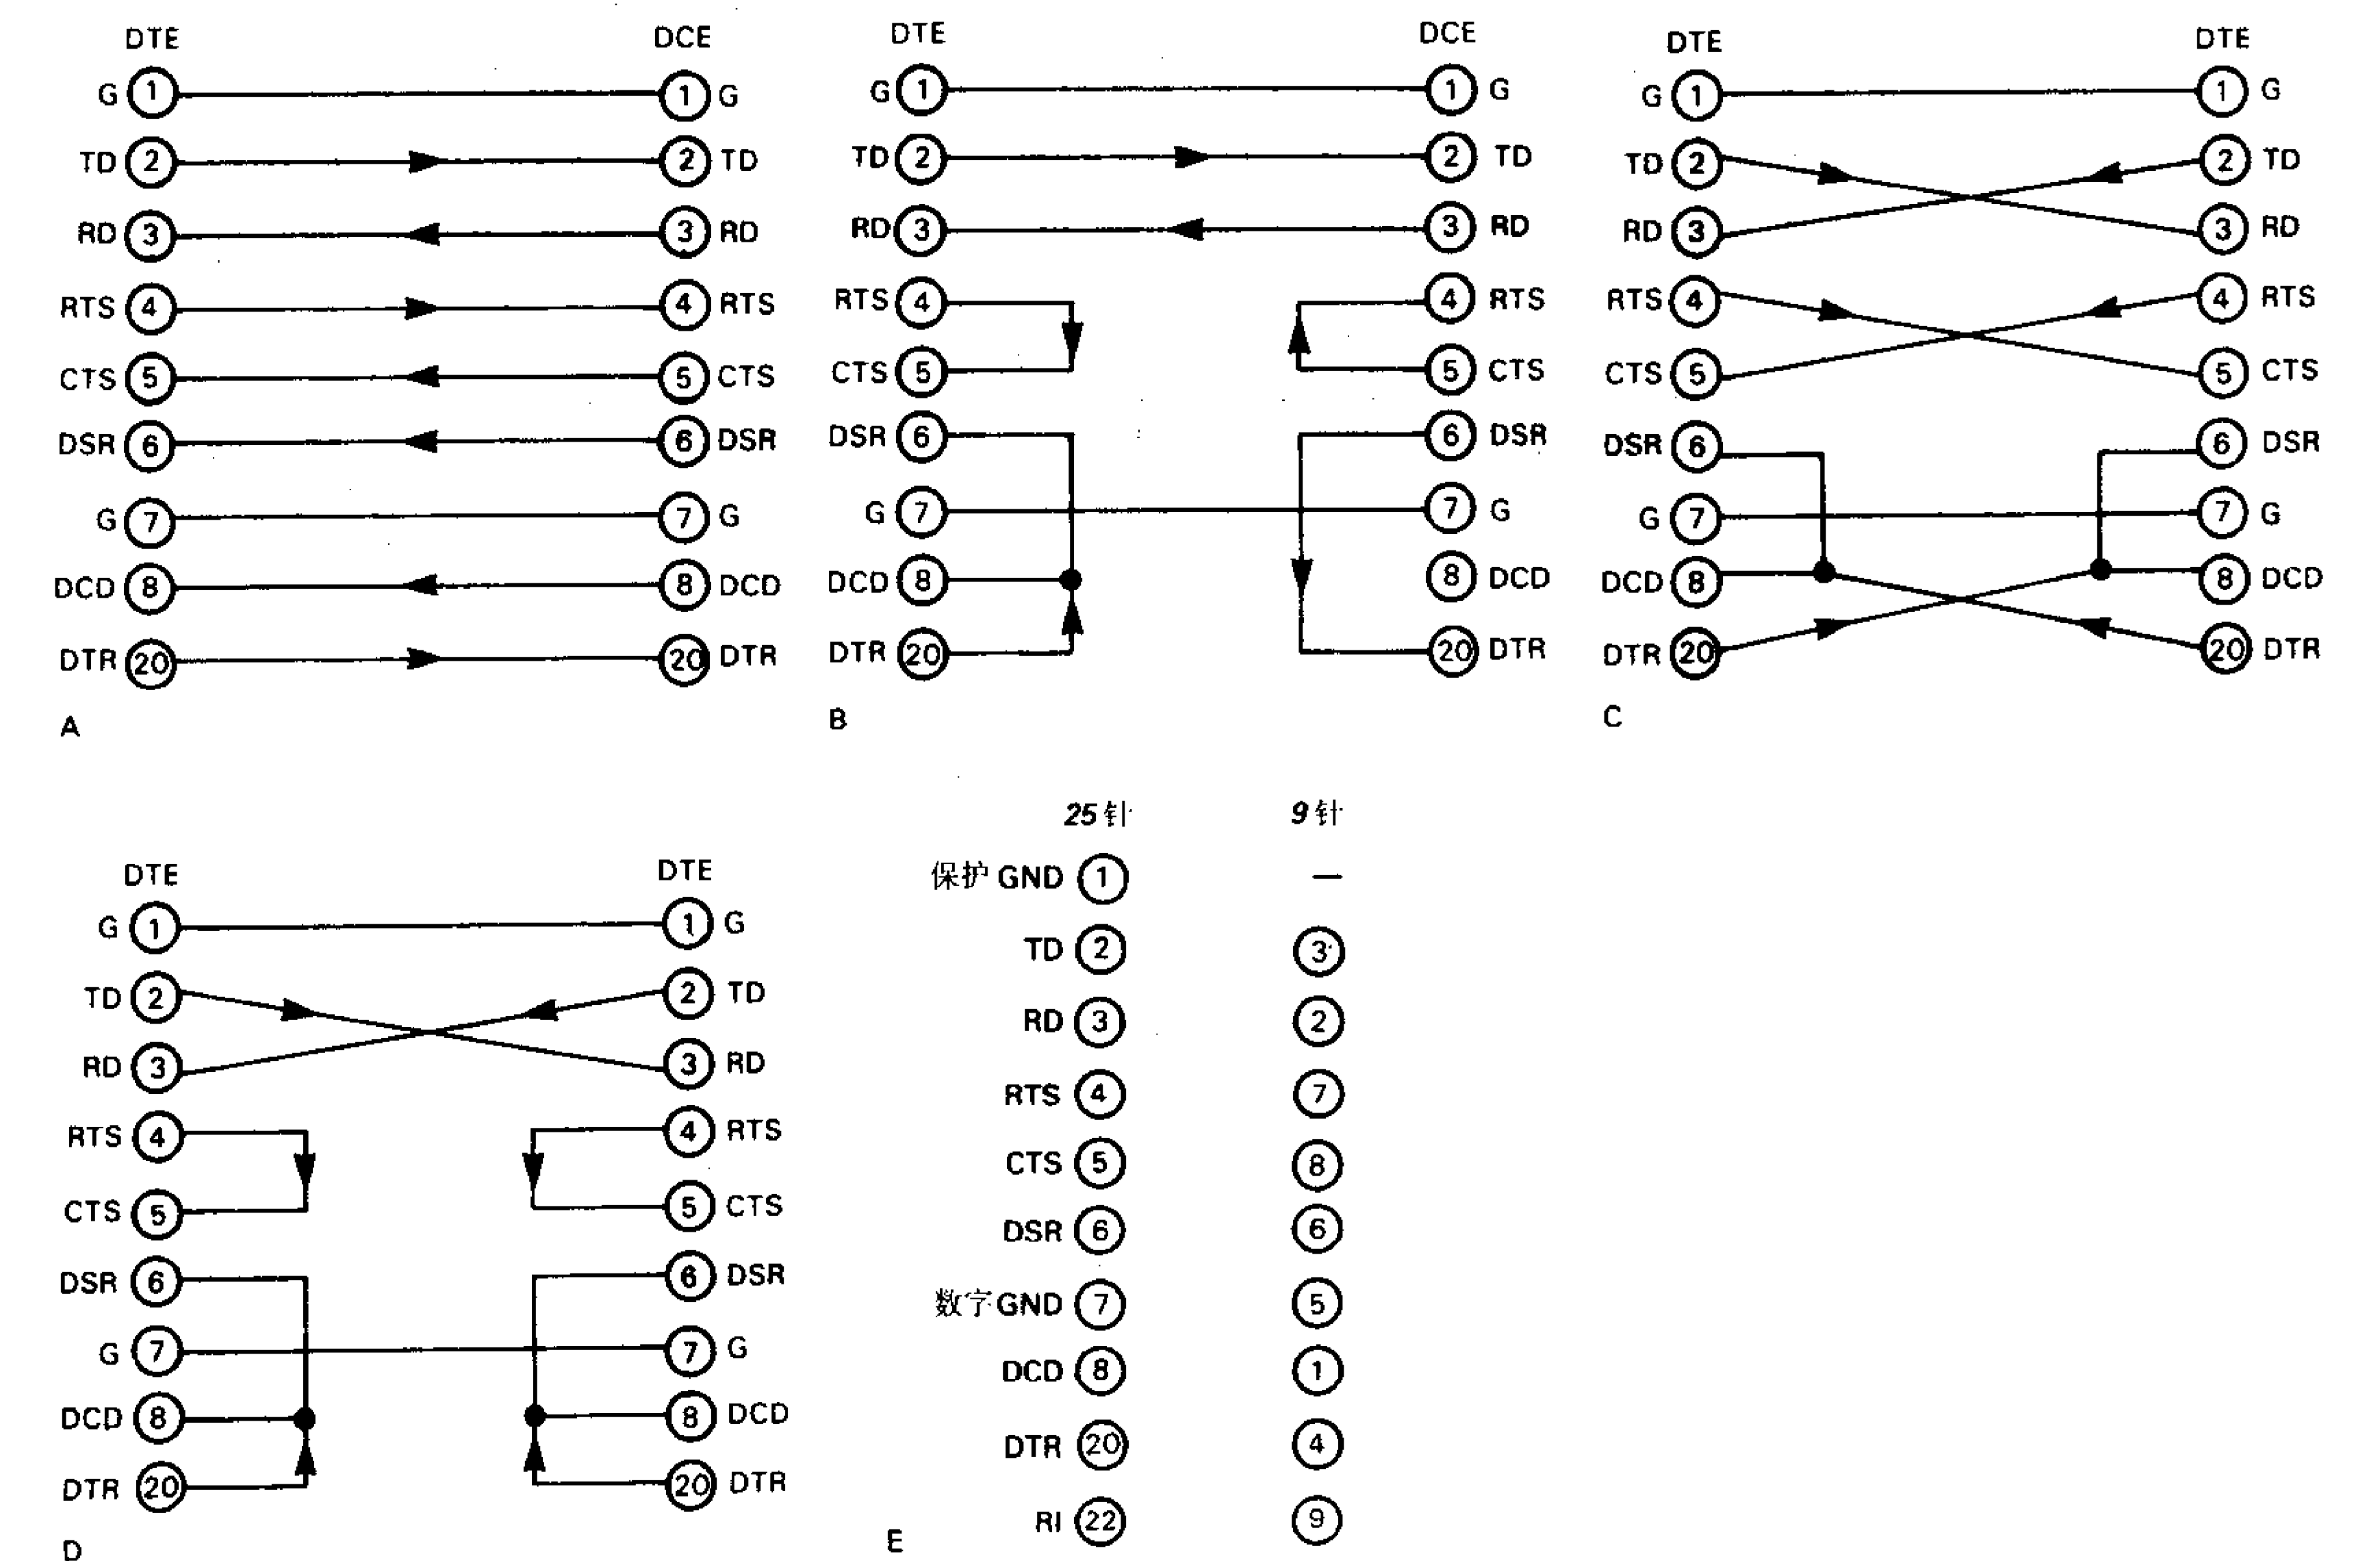 DTE DCE
G 1 1 G
TD 2 2 TD
RD 3 3 RD
RTS 4 4 RTS
CTS 5 5 CTS
DSR 6 6 DSR
G 7 7 G
DCD 8 8 DCD
DTR 20 20 DTR
A
DTE DCE
G 1 1 G
TD 2 2 TD
RD 3 3 RD
RTS 4 4 RTS
CTS 5 5 CTS
DSR 6 6 DSR
G 7 7 G
DCD 8 8 DCD
DTR 20 20 DTR
B
DTE DTE
G 1 1 G
TD 2 2 TD
RD 3 3 RD
RTS 4 4 RTS
CTS 5 5 CTS
DSR 6 6 DSR
G 7 7 G
DCD 8 8 DCD
DTR 20 20 DTR
C
DTE DTE
G 1 1 G
TD 2 2 TD
RD 3 3 RD
RTS 4 4 RTS
CTS 5 5 CTS
DSR 6 6 DSR
G 7 7 G
DCD 8 8 DCD
DTR 20 20 DTR
D
25针 9针
保护 GND 1 —
TD 2 3
RD 3 2
RTS 4 7
CTS 5 8
DSR 6 6
数字GND 7 5
DCD 8 1
DTR 20 4
RI 22 9
E